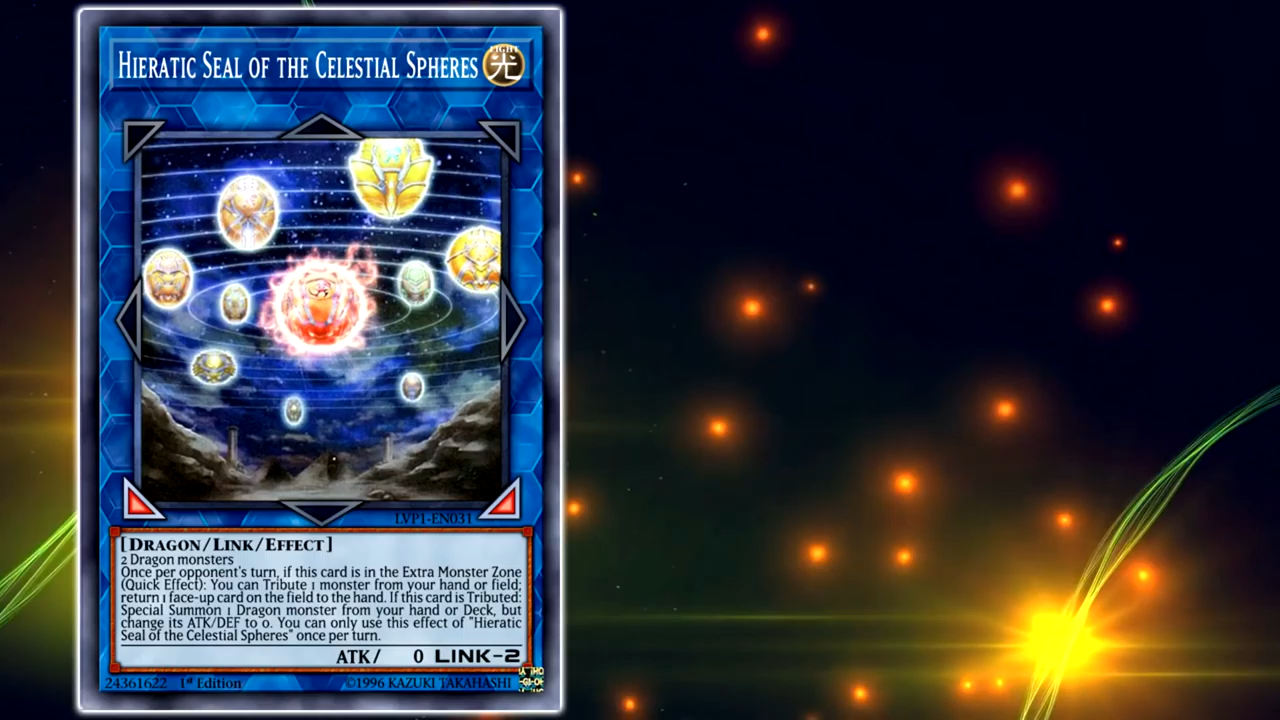 HIERATIC SEAL OF THE CELESTIAL SPHERES
LIGHT
光
LVP1-EN031
[DRAGON/LINK/EFFECT]
2 Dragon monsters
Once per opponent's turn, if this card is in the Extra Monster Zone
(Quick Effect): You can Tribute 1 monster from your hand or field;
return 1 face-up card on the field to the hand. If this card is Tributed:
Special Summon 1 Dragon monster from your hand or Deck, but
change its ATK/DEF to 0. You can only use this effect of "Hieratic
Seal of the Celestial Spheres" once per turn.
ATK/ 0 LINK-2
24361622 1st Edition ©1996 KAZUKI TAKAHASHI